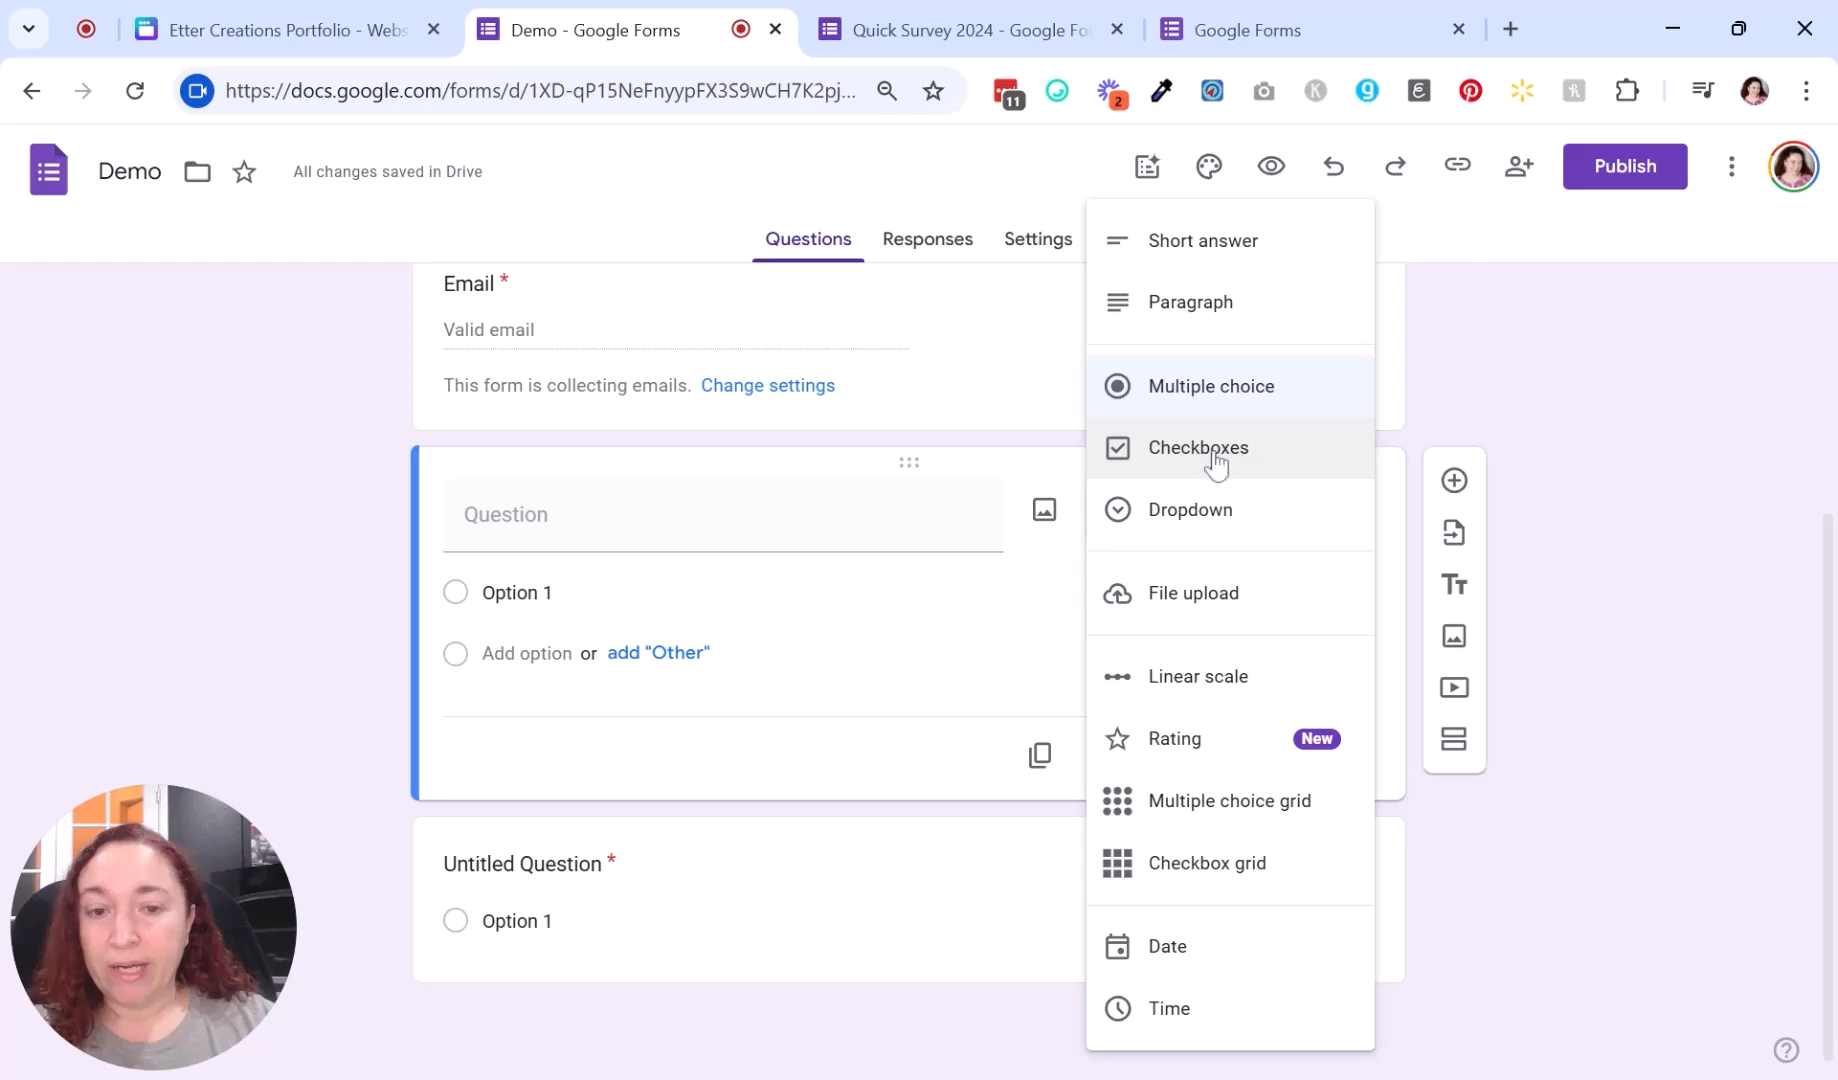 Etter Creations Portfolio - Webs
Demo - Google Forms
Quick Survey 2024 - Google Fo
Google Forms
https://docs.google.com/forms/d/1XD-qP15NeFnyypFX3S9wCH7K2pj...
11
2
Demo
All changes saved in Drive
Publish
Questions
Responses
Settings
Email *
Valid email
This form is collecting emails. Change settings
Question
Option 1
Add option or add "Other"
Untitled Question *
Option 1
Short answer
Paragraph
Multiple choice
Checkboxes
Dropdown
File upload
Linear scale
Rating New
Multiple choice grid
Checkbox grid
Date
Time